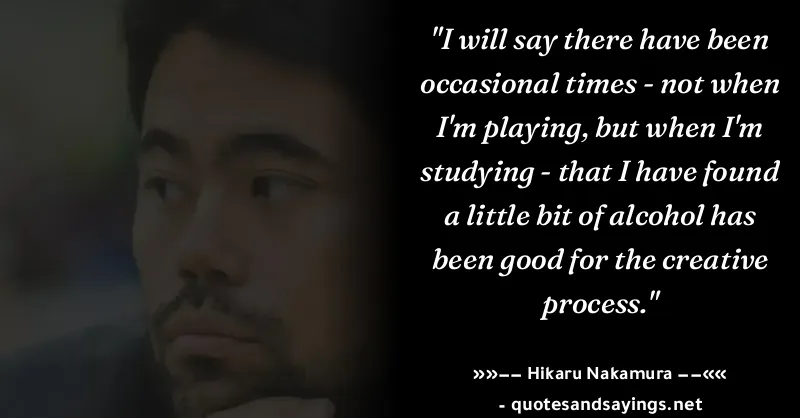 "I will say there have been
occasional times - not when
I'm playing, but when I'm
studying - that I have found
a little bit of alcohol has
been good for the creative
process."
»»–– Hikaru Nakamura ––««
- quotesandsayings.net